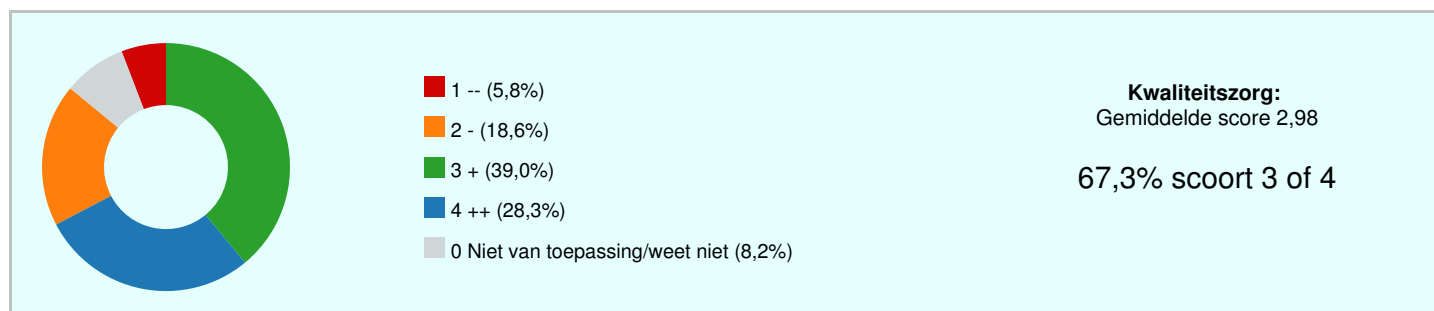 1 -- (5,8%)
2 - (18,6%)
3 + (39,0%)
4 ++ (28,3%)
0 Niet van toepassing/weet niet (8,2%)
Kwaliteitszorg:
Gemiddelde score 2,98
67,3% scoort 3 of 4